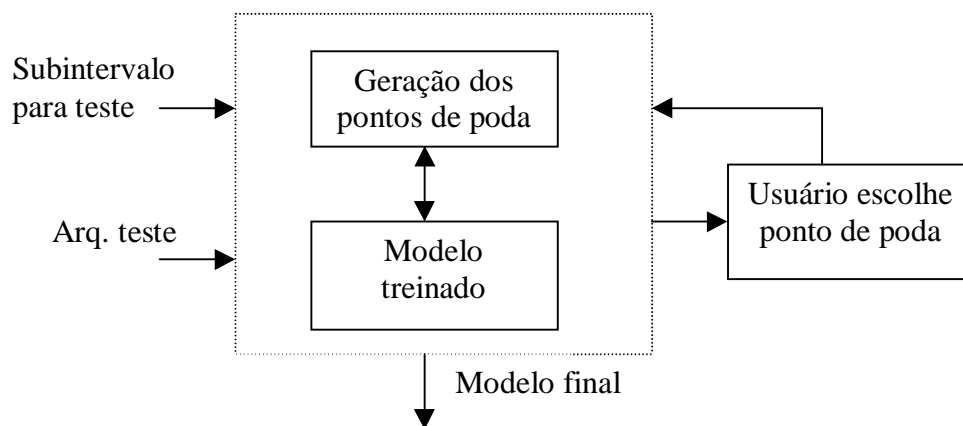 Subintervalo
para teste
Geração dos
pontos de poda
Usuário escolhe
ponto de poda
Arq. teste
Modelo
treinado
Modelo final